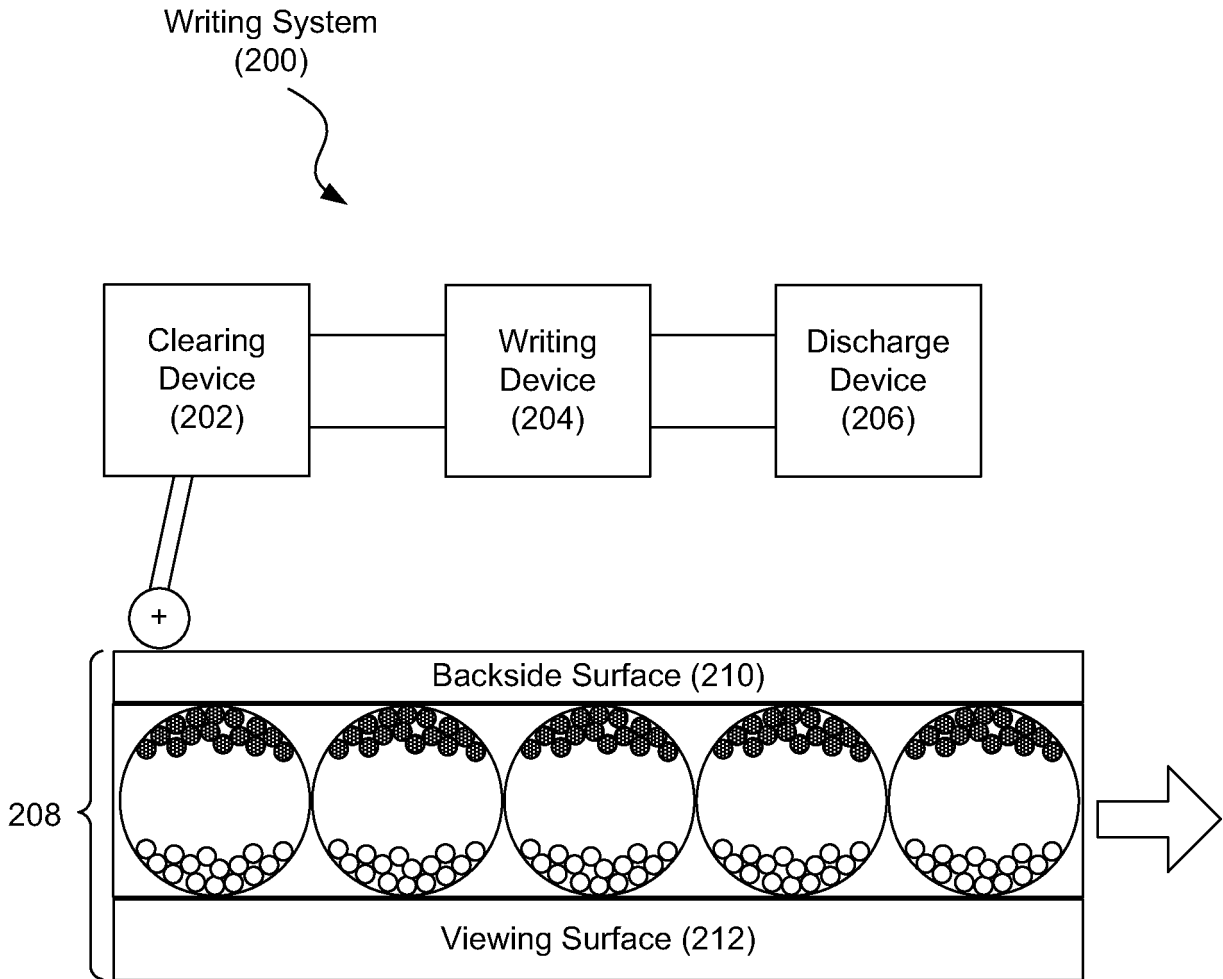 Writing System
(200)
Clearing
Device
(202)
Writing
Device
(204)
Discharge
Device
(206)
+
Backside Surface (210)
208
Viewing Surface (212)